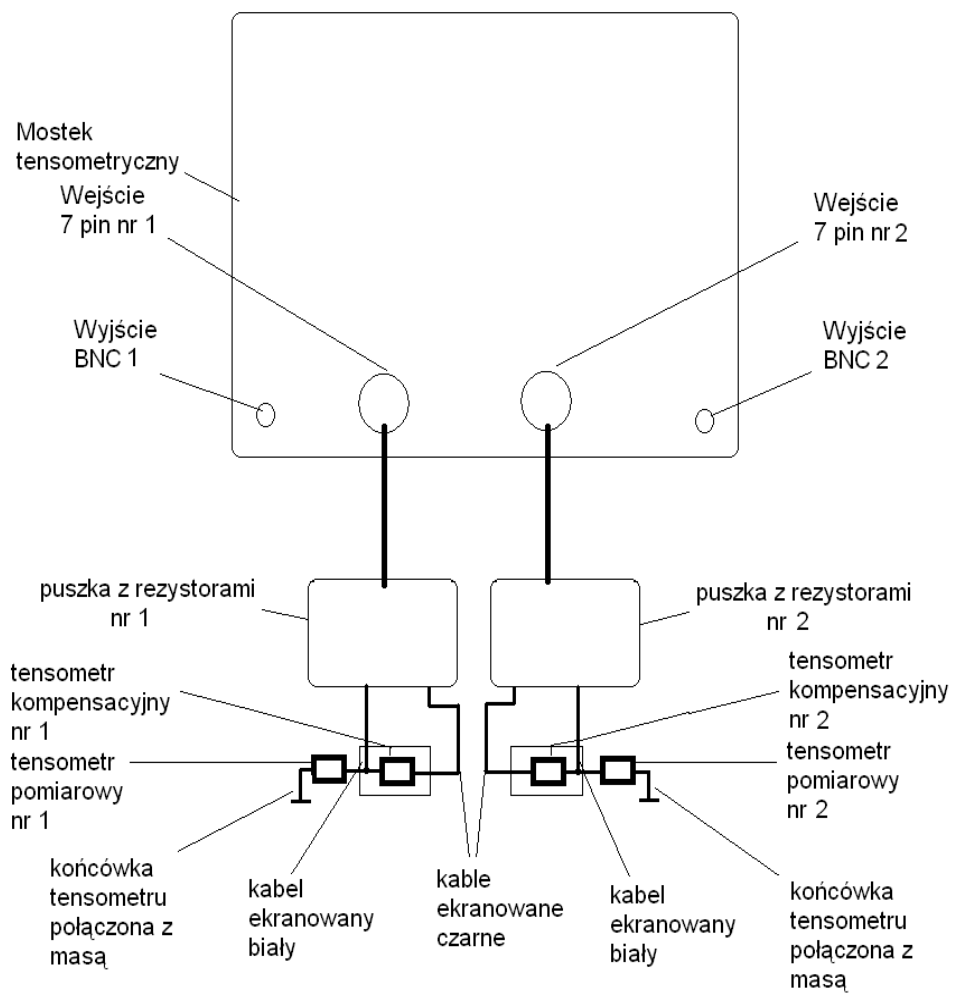 Mostek
tensometryczny
Wejście
7 pin nr 1
Wejście
7 pin nr 2
Wyjście
BNC 1
Wyjście
BNC 2
puszka z rezystorami
nr 1
puszka z rezystorami
nr 2
tensometr
kompensacyjny
nr 1
tensometr
kompensacyjny
nr 2
tensometr
pomiarowy
nr 1
tensometr
pomiarowy
nr 2
końcówka
tensometru
połączona z
masą
kabel
ekranowany
biały
kable
ekranowane
czarne
kabel
ekranowany
biały
końcówka
tensometru
połączona z
masą